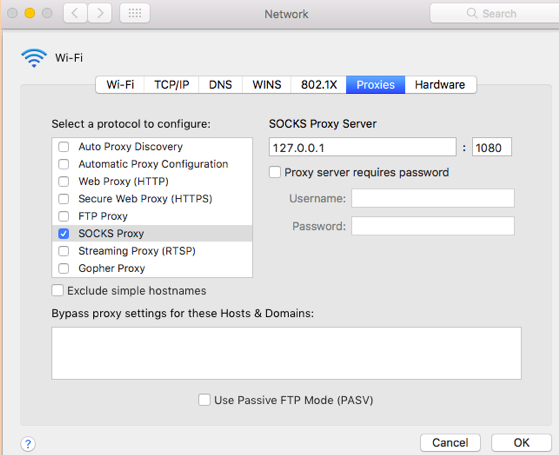 Network
Search
Wi-Fi
Wi-Fi TCP/IP DNS WINS 802.1X Proxies Hardware
Select a protocol to configure:
Auto Proxy Discovery
Automatic Proxy Configuration
Web Proxy (HTTP)
Secure Web Proxy (HTTPS)
FTP Proxy
SOCKS Proxy
Streaming Proxy (RTSP)
Gopher Proxy
Exclude simple hostnames
SOCKS Proxy Server
127.0.0.1 : 1080
Proxy server requires password
Username:
Password:
Bypass proxy settings for these Hosts & Domains:
Use Passive FTP Mode (PASV)
? Cancel OK